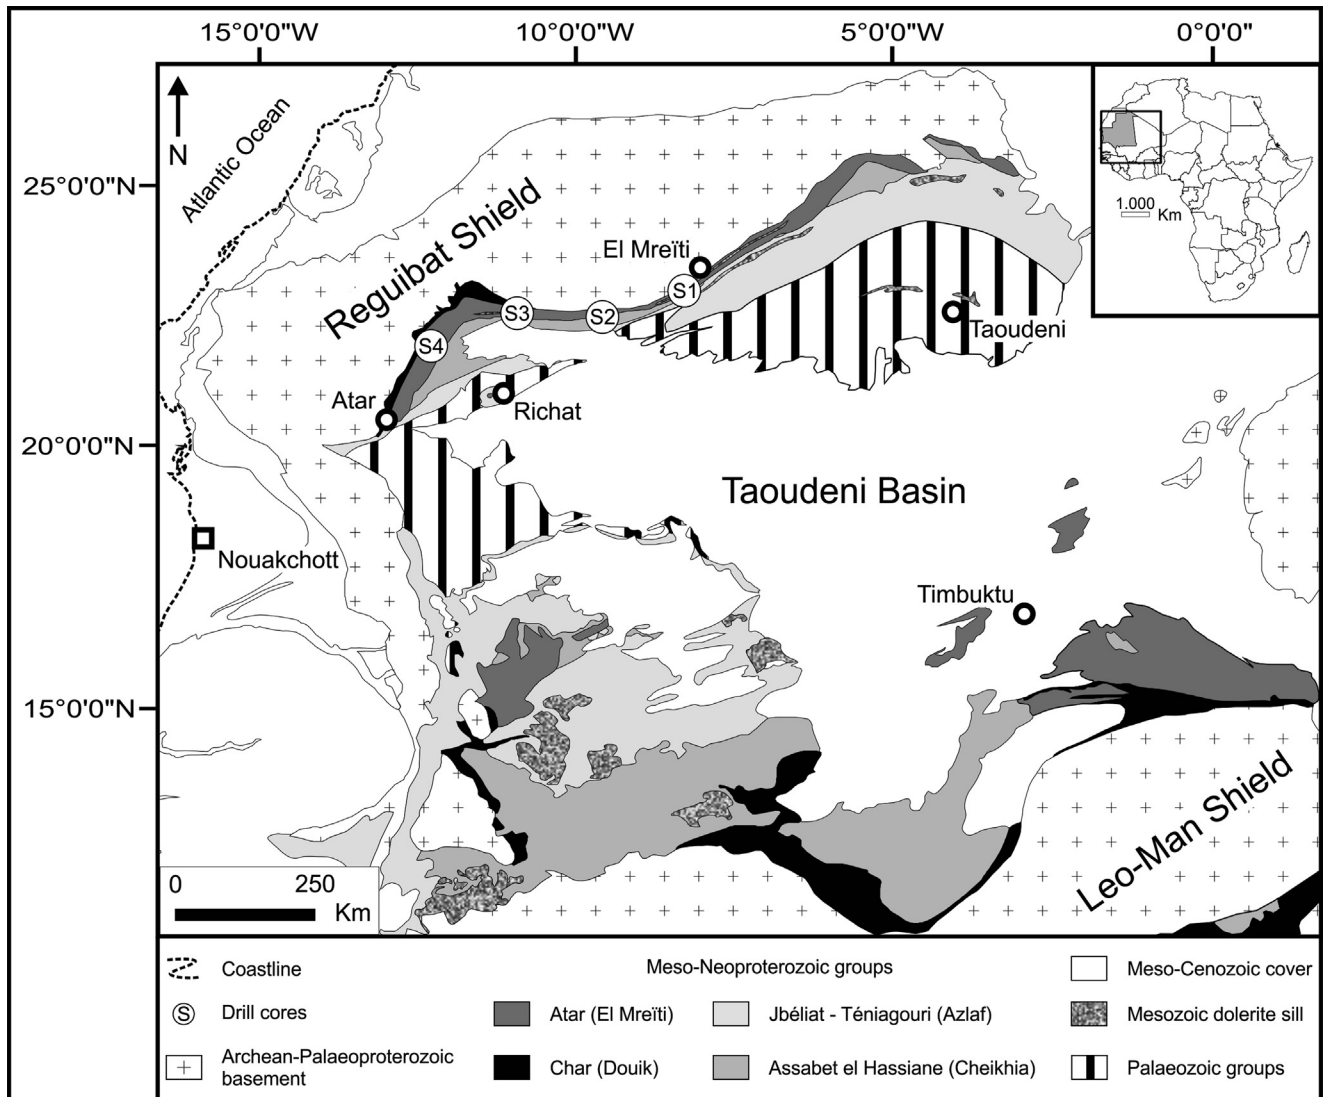 15°0'0"W
10°0'0"W
5°0'0"W
0°0'0"
N
Atlantic Ocean
25°0'0"N
20°0'0"N
15°0'0"N
1.000
Km
Reguibat Shield
El Mreïti
S1
S2
S3
S4
Taoudeni
Atar
Richat
Taoudeni Basin
Nouakchott
Timbuktu
Leo-Man Shield
0 250
Km
Coastline
S Drill cores
Archean-Palaeoproterozoic
basement
Meso-Neoproterozoic groups
Atar (El Mreïti)
Char (Douik)
Jbéliat - Téniagouri (Azlaf)
Assabet el Hassiane (Cheikhia)
Meso-Cenozoic cover
Mesozoic dolerite sill
Palaeozoic groups